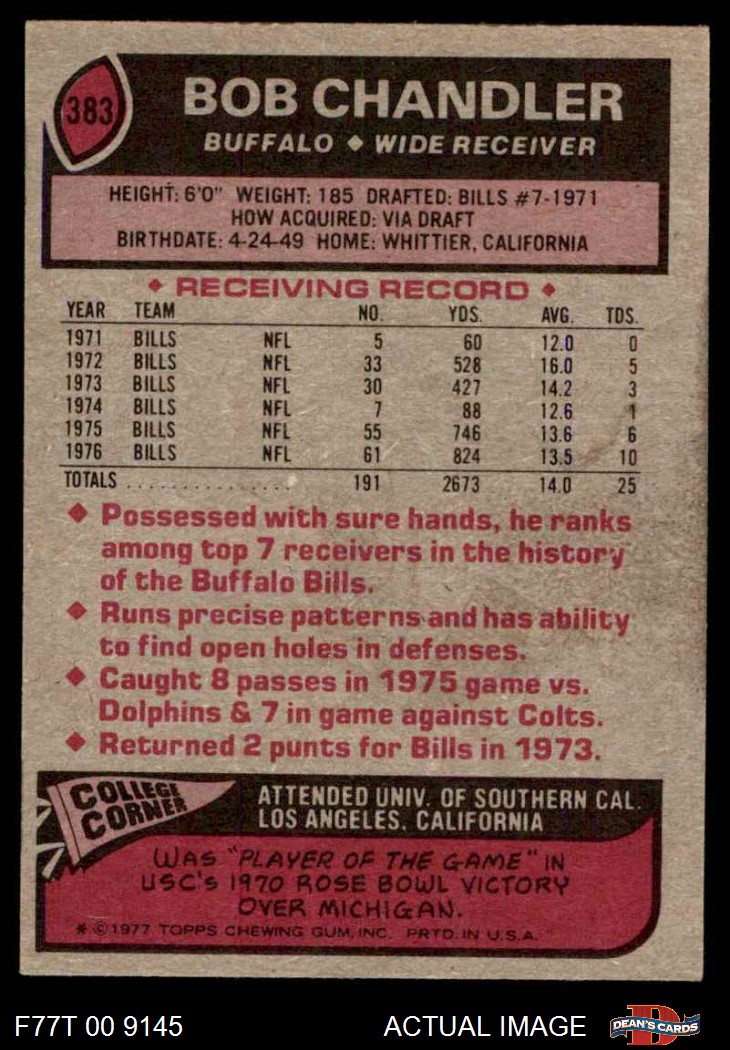 383
BOB CHANDLER
BUFFALO ◆ WIDE RECEIVER
HEIGHT: 6'0" WEIGHT: 185 DRAFTED: BILLS #7-1971
HOW ACQUIRED: VIA DRAFT
BIRTHDATE: 4-24-49 HOME: WHITTIER, CALIFORNIA
◆ RECEIVING RECORD ◆
YEAR TEAM NO. YDS. AVG. TDS.
1971 BILLS NFL 5 60 12.0 0
1972 BILLS NFL 33 528 16.0 5
1973 BILLS NFL 30 427 14.2 3
1974 BILLS NFL 7 88 12.6 1
1975 BILLS NFL 55 746 13.6 6
1976 BILLS NFL 61 824 13.5 10
TOTALS . . . . . . . . . . . . . . . 191 2673 14.0 25
◆ Possessed with sure hands, he ranks
among top 7 receivers in the history
of the Buffalo Bills.
◆ Runs precise patterns and has ability
to find open holes in defenses.
◆ Caught 8 passes in 1975 game vs.
Dolphins & 7 in game against Colts.
◆ Returned 2 punts for Bills in 1973.
COLLEGE
CORNER
ATTENDED UNIV. OF SOUTHERN CAL.
LOS ANGELES, CALIFORNIA
WAS "PLAYER OF THE GAME" IN
USC'S 1970 ROSE BOWL VICTORY
OVER MICHIGAN.
* © 1977 TOPPS CHEWING GUM, INC. PRTD. IN U.S.A.
F77T 00 9145 ACTUAL IMAGE
D
DEAN'S CARDS